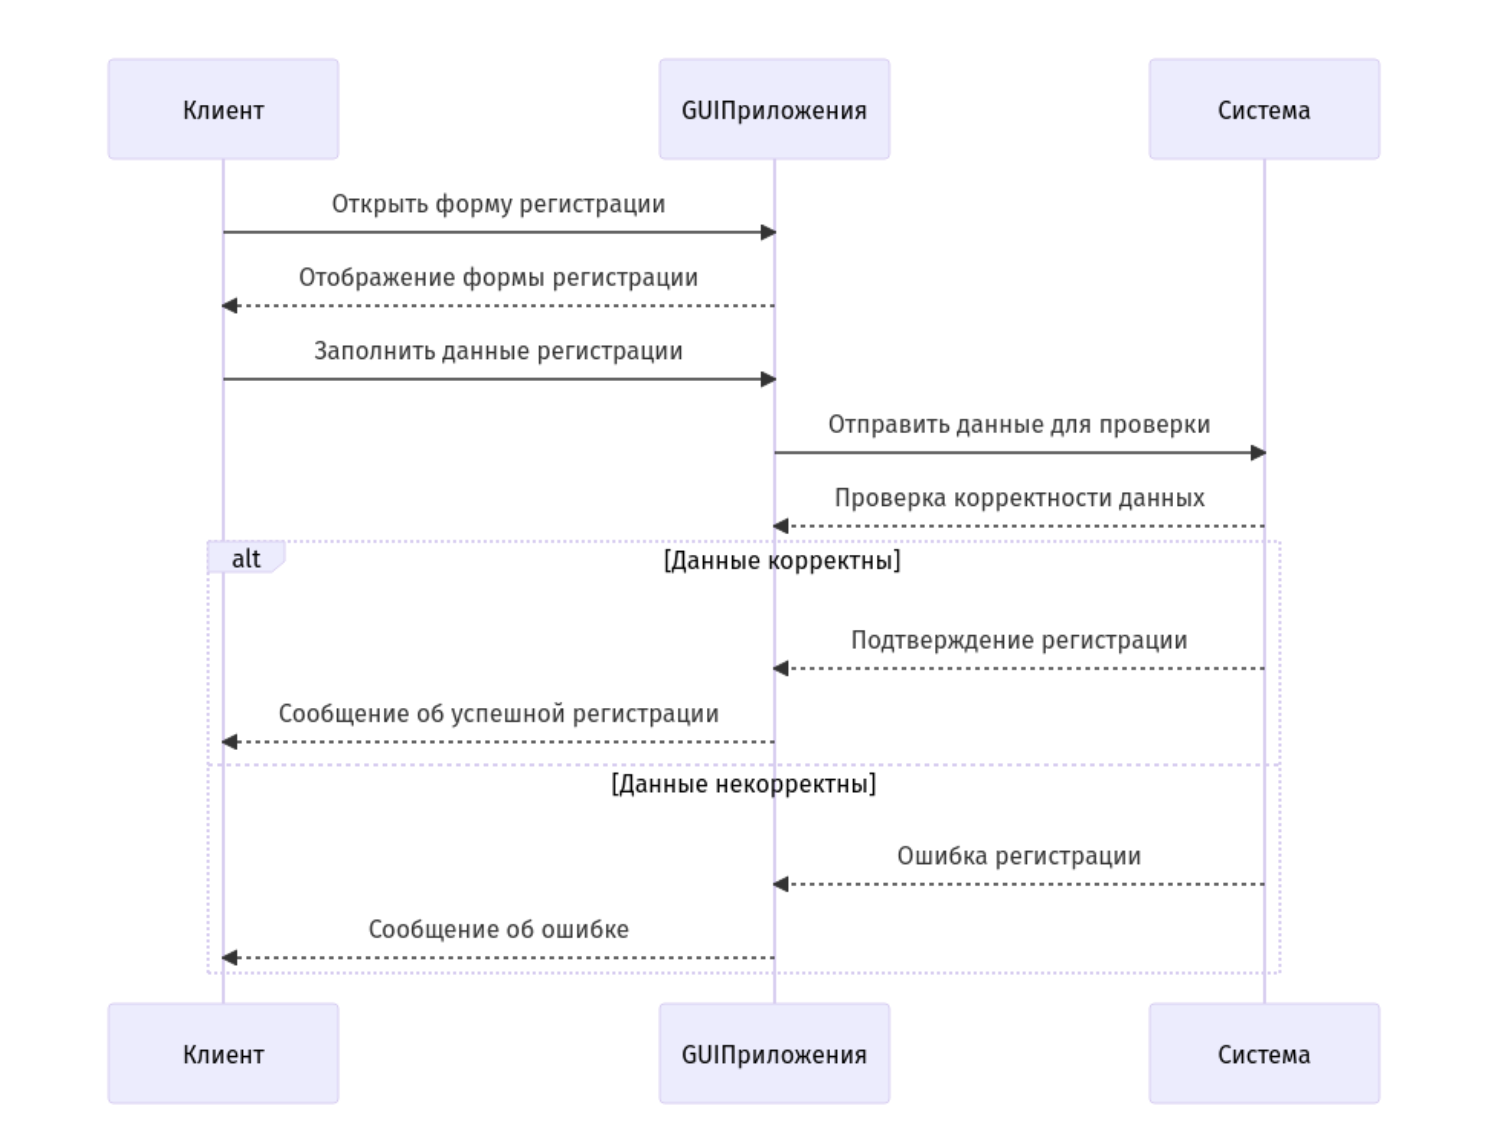 Клиент
GUIПриложения
Система
Открыть форму регистрации
Отображение формы регистрации
Заполнить данные регистрации
Отправить данные для проверки
Проверка корректности данных
alt
[Данные корректны]
Подтверждение регистрации
Сообщение об успешной регистрации
[Данные некорректны]
Ошибка регистрации
Сообщение об ошибке
Клиент
GUIПриложения
Система